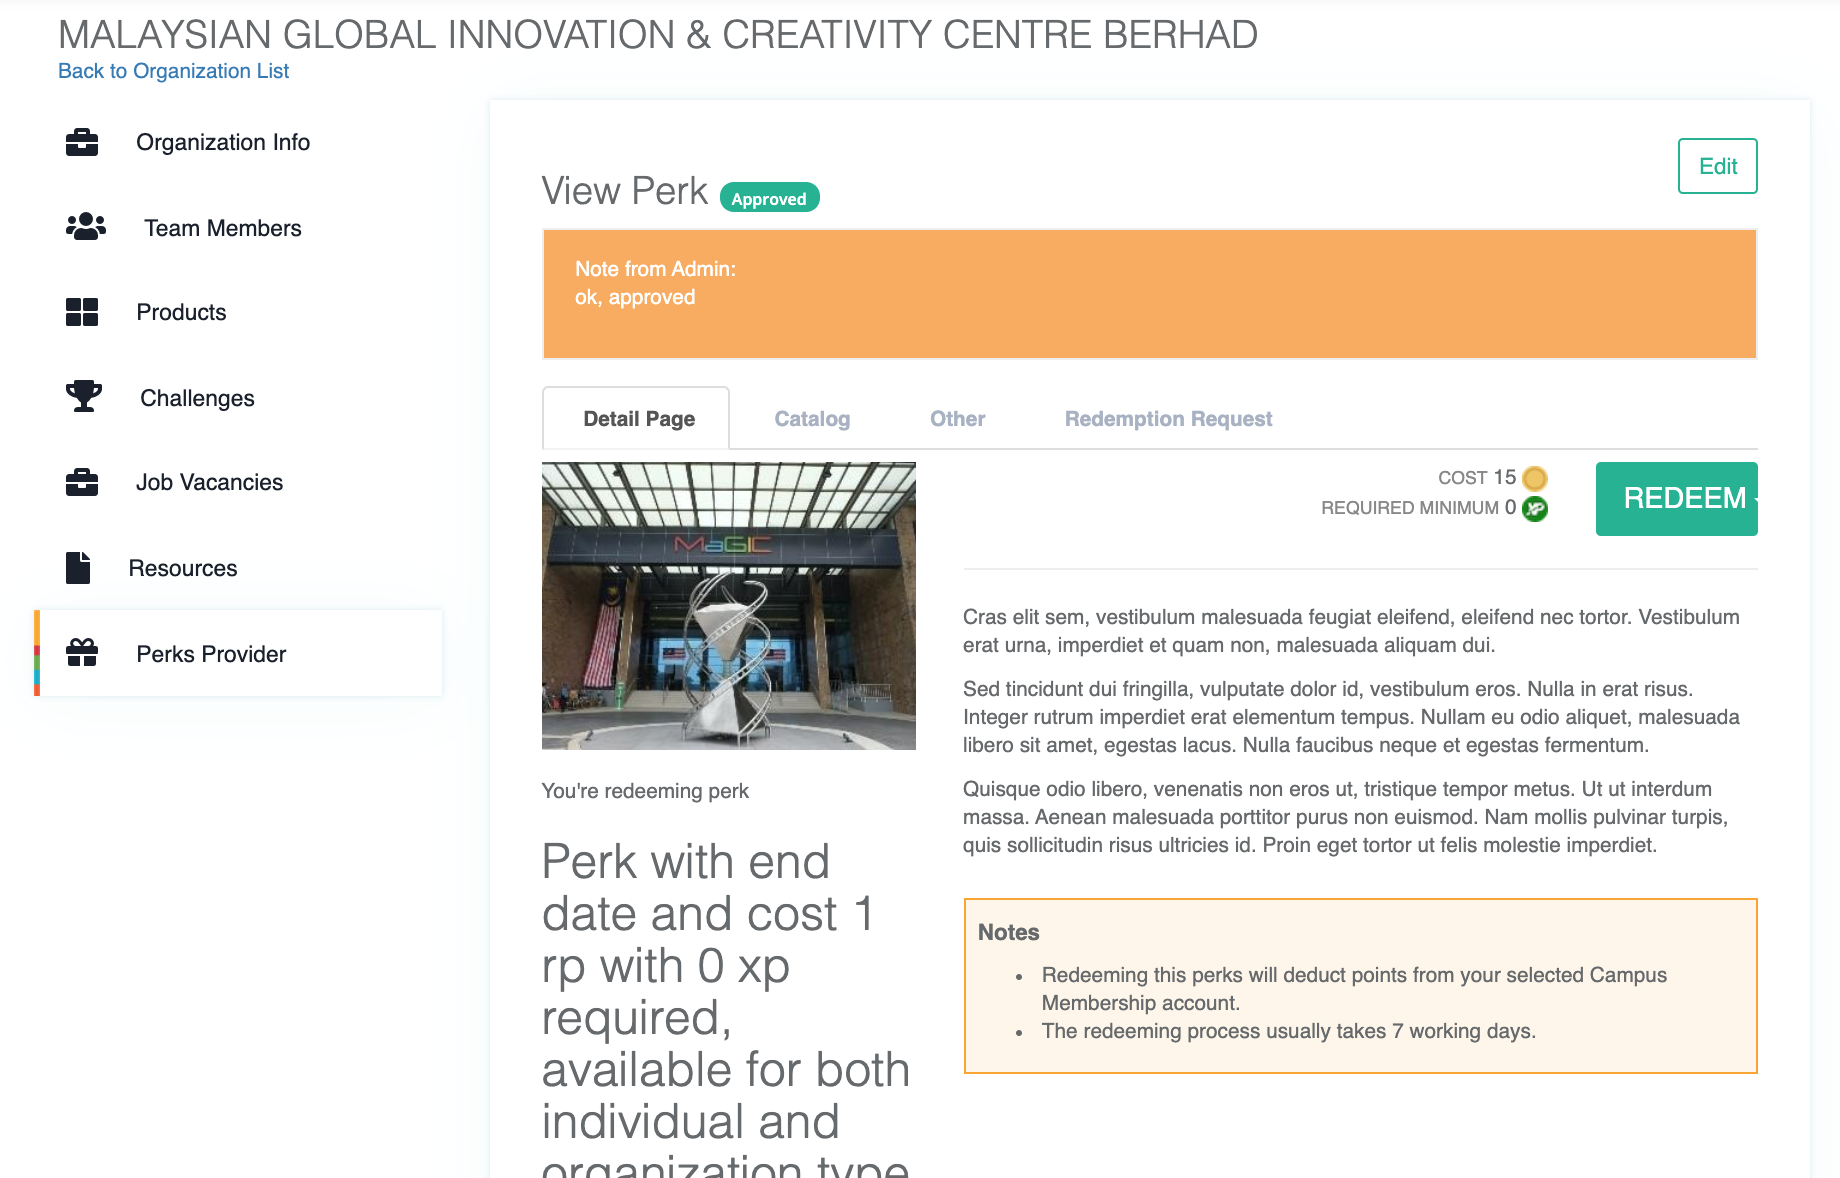 MALAYSIAN GLOBAL INNOVATION & CREATIVITY CENTRE BERHAD
Back to Organization List
Organization Info
Team Members
Products
Challenges
Job Vacancies
Resources
Perks Provider
Edit
View Perk Approved
Note from Admin:
ok, approved
Detail Page Catalog Other Redemption Request
MaGIC
COST 15
REQUIRED MINIMUM 0 XP
REDEEM
You're redeeming perk
Perk with end
date and cost 1
rp with 0 xp
required,
available for both
individual and
organization type
Cras elit sem, vestibulum malesuada feugiat eleifend, eleifend nec tortor. Vestibulum
erat urna, imperdiet et quam non, malesuada aliquam dui.
Sed tincidunt dui fringilla, vulputate dolor id, vestibulum eros. Nulla in erat risus.
Integer rutrum imperdiet erat elementum tempus. Nullam eu odio aliquet, malesuada
libero sit amet, egestas lacus. Nulla faucibus neque et egestas fermentum.
Quisque odio libero, venenatis non eros ut, tristique tempor metus. Ut ut interdum
massa. Aenean malesuada porttitor purus non euismod. Nam mollis pulvinar turpis,
quis sollicitudin risus ultricies id. Proin eget tortor ut felis molestie imperdiet.
Notes
• Redeeming this perks will deduct points from your selected Campus
Membership account.
• The redeeming process usually takes 7 working days.